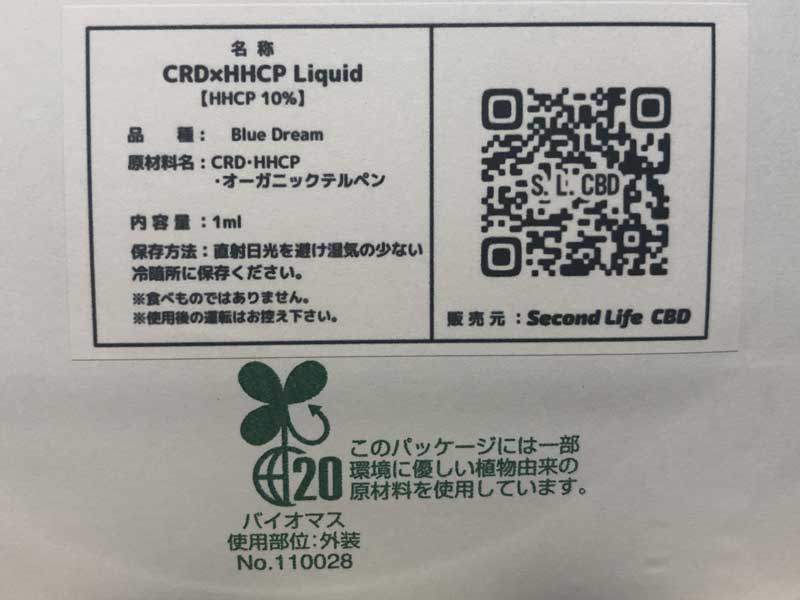 名称
CRD×HHCP Liquid
【HHCP 10%】
品　種： Blue Dream
原材料名：CRD・HHCP
・オーガニックテルペン
内容量：1ml
保存方法：直射日光を避け湿気の少ない
冷暗所に保存ください。
※食べものではありません。
※使用後の運転はお控え下さい。
S. L. CBD
販売元：Second Life CBD
20
このパッケージには一部
環境に優しい植物由来の
原材料を使用しています。
バイオマス
使用部位:外装
No.110028